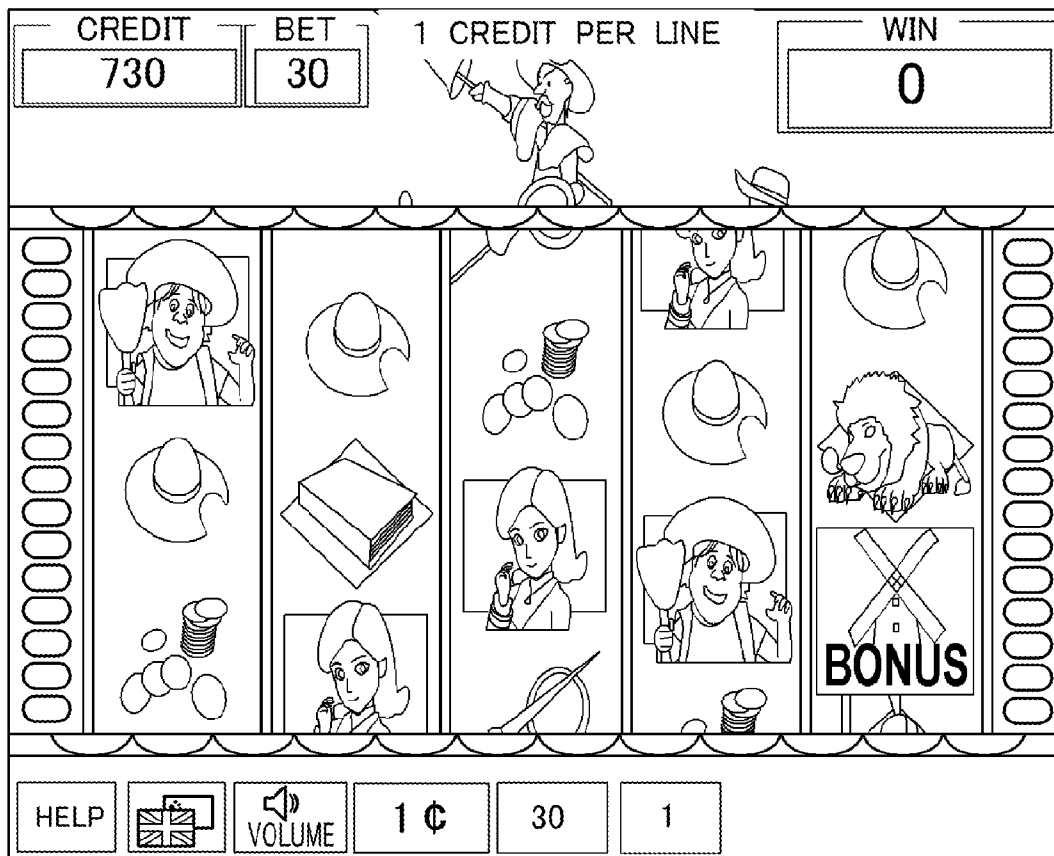 CREDIT
730
BET
30
1 CREDIT PER LINE
WIN
0
BONUS
HELP
VOLUME
1 ¢
30
1